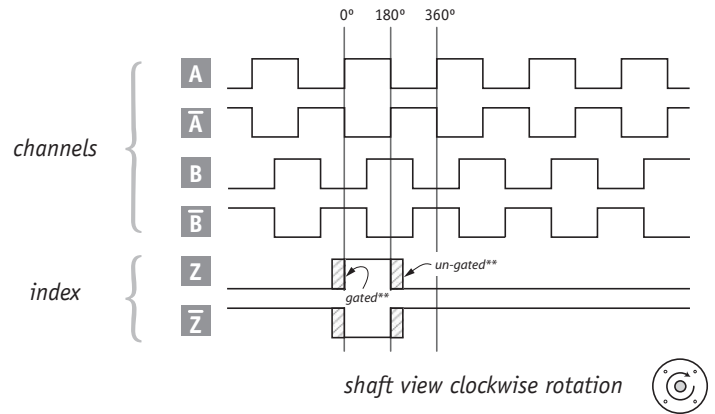 0º 180º 360º
A
A̅
channels
B
B̅
Z
un-gated**
index
gated**
Z̅
shaft view clockwise rotation